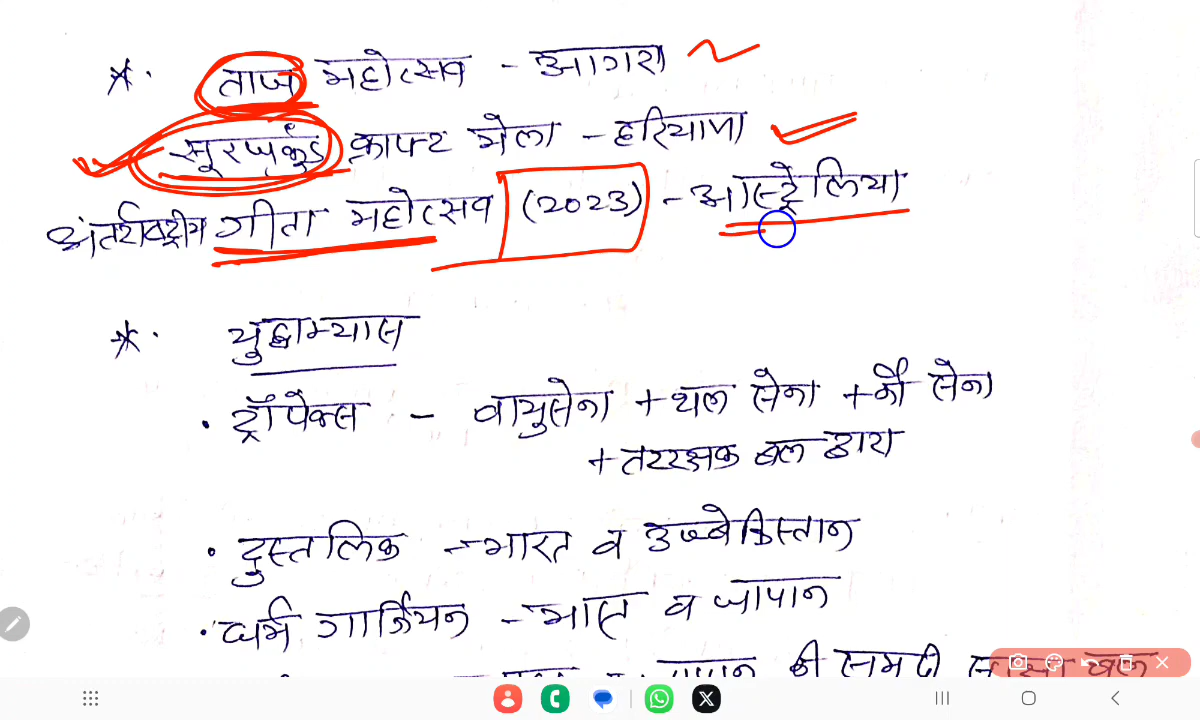 *. ताज महोत्सव - आगरा
सूरजकुंड क्राफ्ट मेला - हरियाणा
अंतर्राष्ट्रीय गीता महोत्सव (2023) - आस्ट्रेलिया
*. युद्धाभ्यास
• ट्रॉपेक्स - वायुसेना + थल सेना + नौ सेना
+ तटरक्षक बल द्वारा
• दुस्तलिक - भारत व उज्बेकिस्तान
• धर्म गार्जियन - भारत व जापान
व जापान की समुद्री